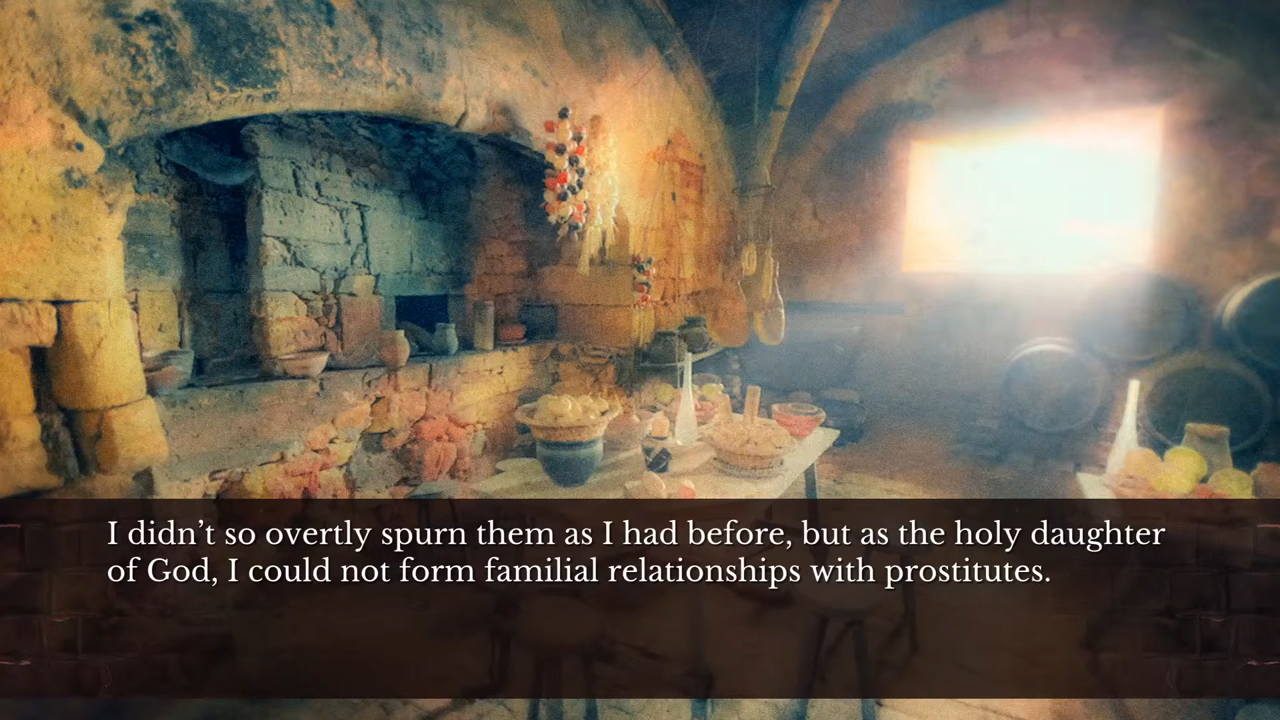 I didn’t so overtly spurn them as I had before, but as the holy daughter
of God, I could not form familial relationships with prostitutes.